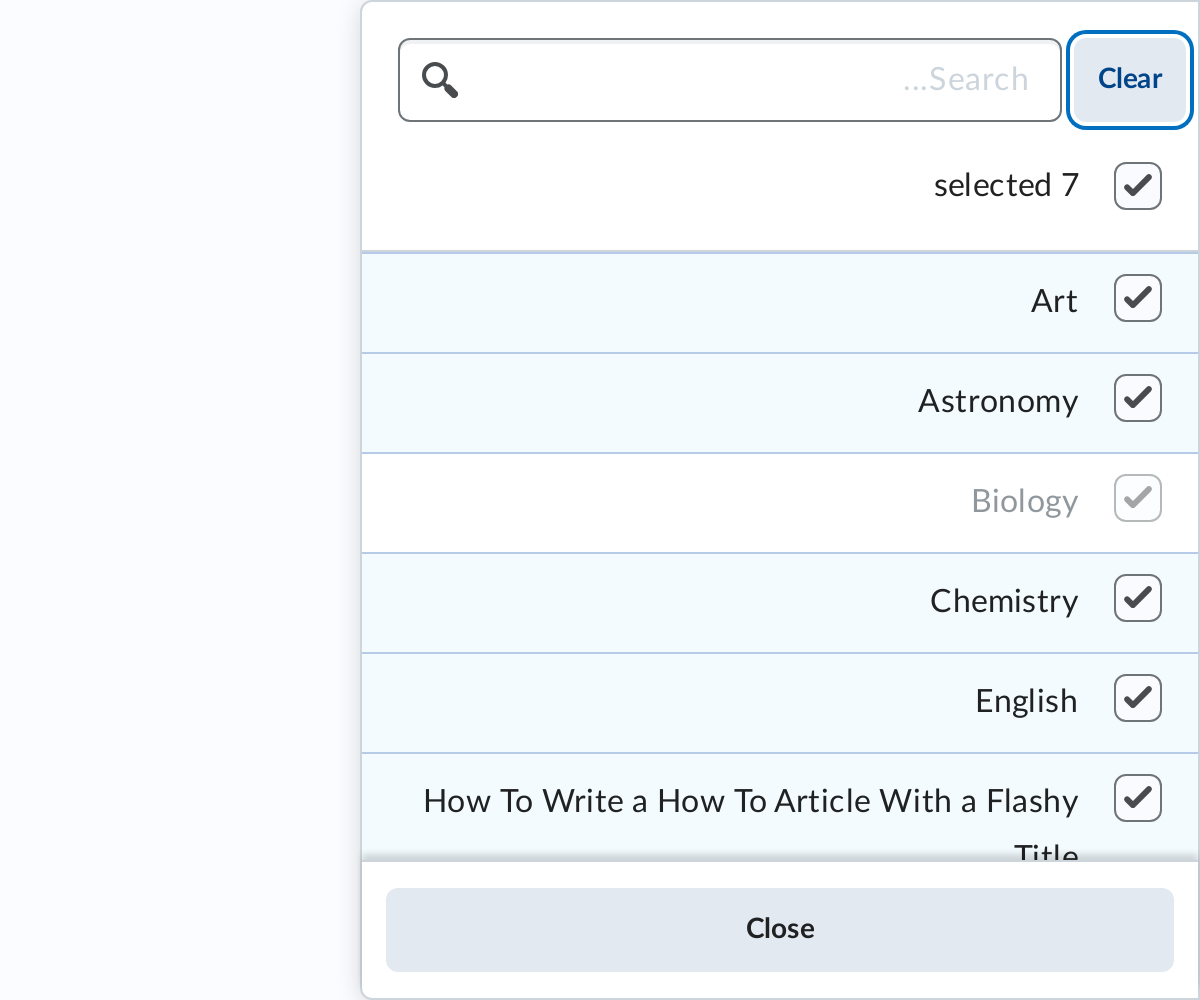 ...Search
Clear
selected 7
Art
Astronomy
Biology
Chemistry
English
How To Write a How To Article With a Flashy
Title
Close